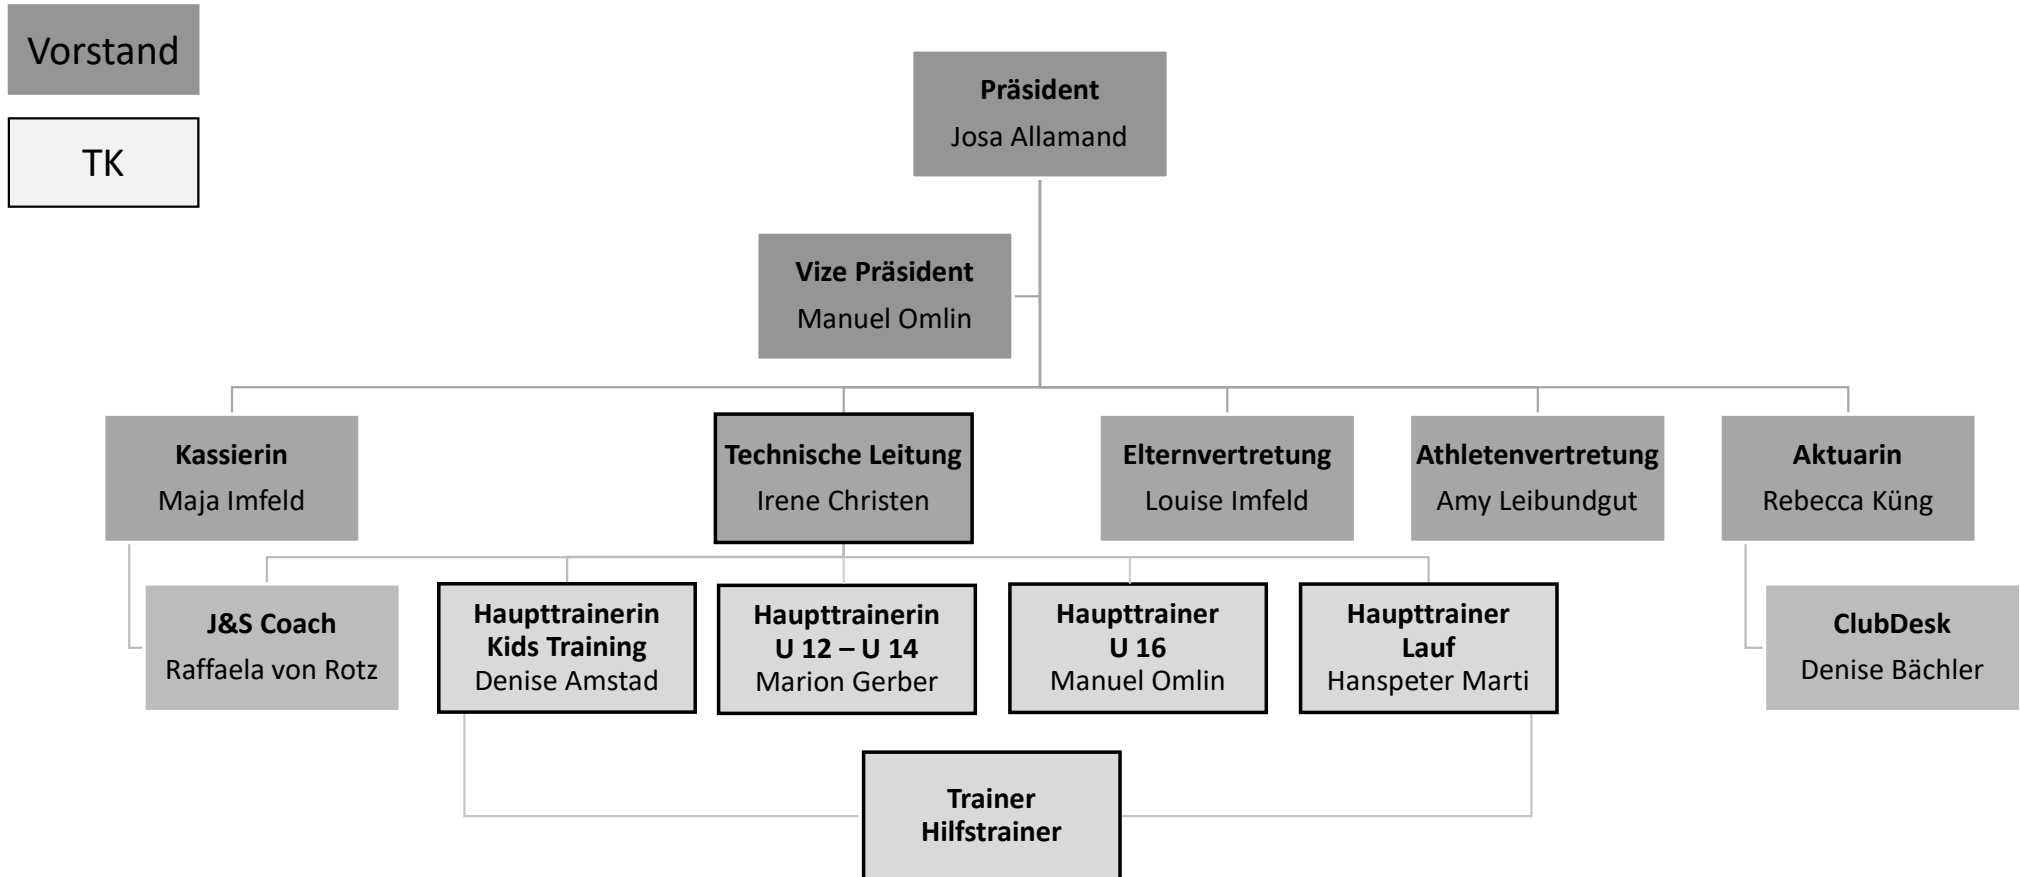 Vorstand
TK
Präsident
Josa Allamand
Vize Präsident
Manuel Omlin
Kassierin
Maja Imfeld
Technische Leitung
Irene Christen
Elternvertretung
Louise Imfeld
Athletenvertretung
Amy Leibundgut
Aktuarin
Rebecca Küng
J&S Coach
Raffaela von Rotz
Haupttrainerin
Kids Training
Denise Amstad
Haupttrainerin
U 12 – U 14
Marion Gerber
Haupttrainer
U 16
Manuel Omlin
Haupttrainer
Lauf
Hanspeter Marti
ClubDesk
Denise Bächler
Trainer
Hilfstrainer